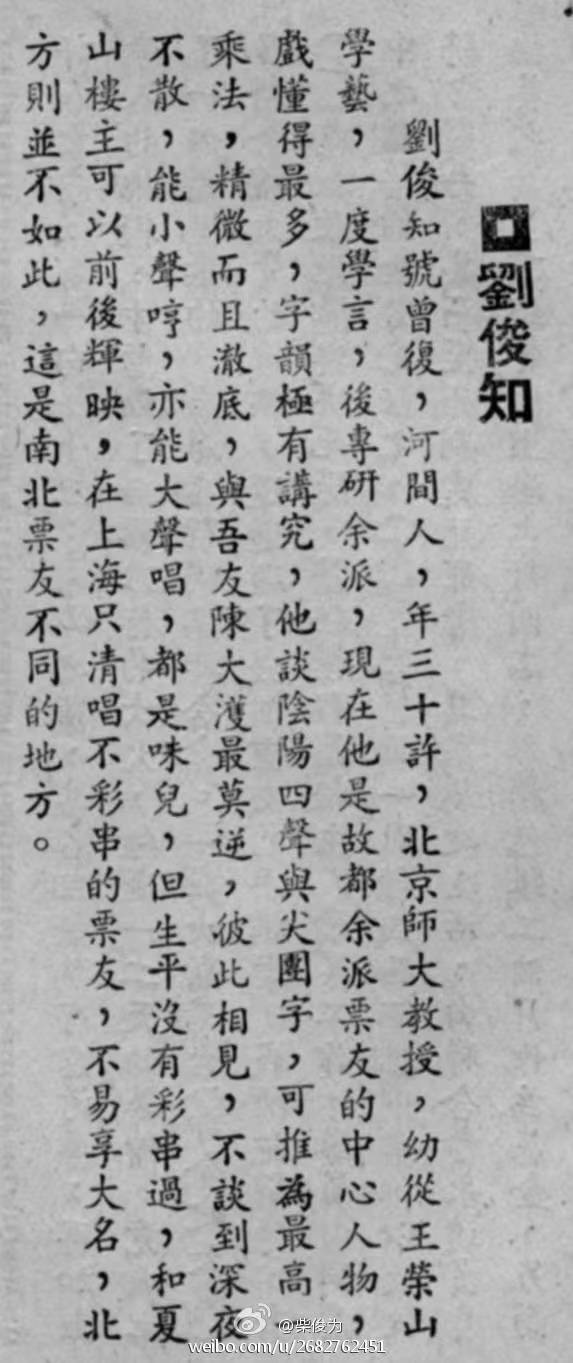 劉俊知
劉俊知號曾復，河間人，年三十許，北京師大教授，幼從王榮山
學藝，一度學言，後專研余派，現在他是故都余派票友的中心人物，
戲懂得最多，字韻極有講究，他談陰陽四聲與尖團字，可推為最高
乘法，精微而且澈底，與吾友陳大濩最莫逆，彼此相見，不談到深夜
不散，能小聲哼，亦能大聲唱，都是味兒，但生平沒有彩串過，和夏
山樓主可以前後輝映，在上海只清唱不彩串的票友，不易享大名，北
方則並不如此，這是南北票友不同的地方。
@柴俊为
weibo.com/u/2682762451